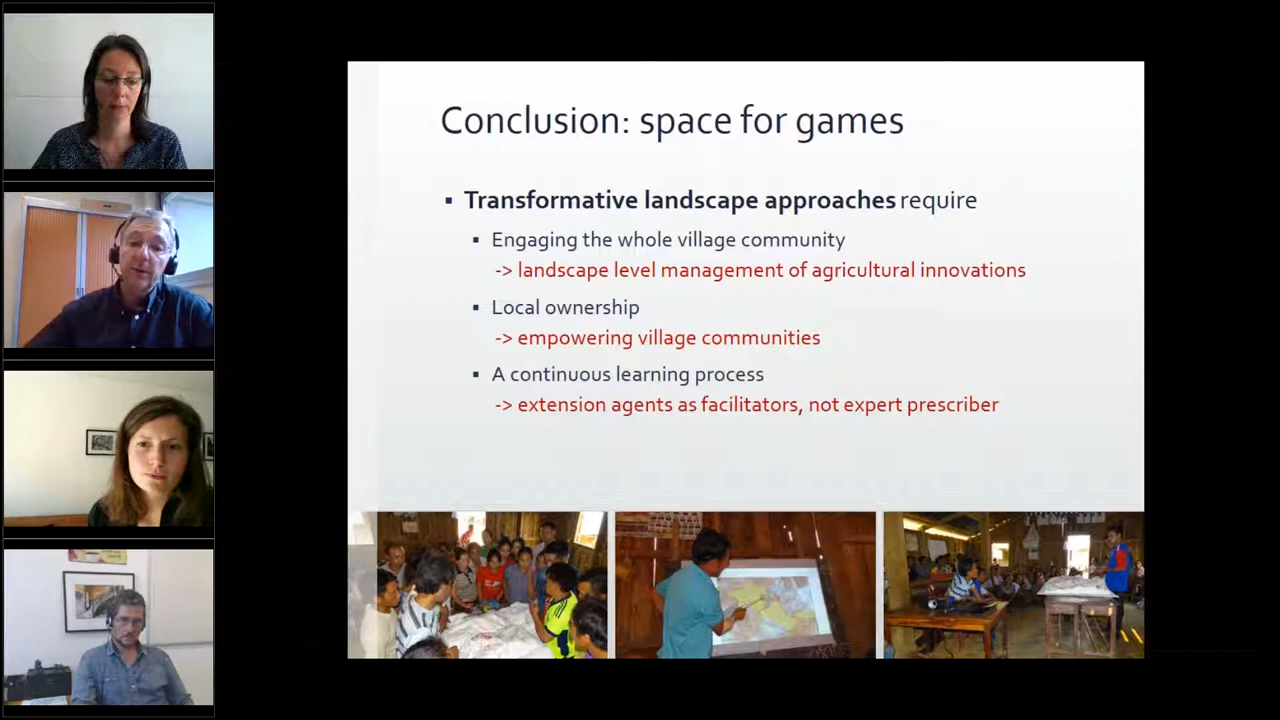 Conclusion: space for games
▪ Transformative landscape approaches require
▪ Engaging the whole village community
-> landscape level management of agricultural innovations
▪ Local ownership
-> empowering village communities
▪ A continuous learning process
-> extension agents as facilitators, not expert prescriber